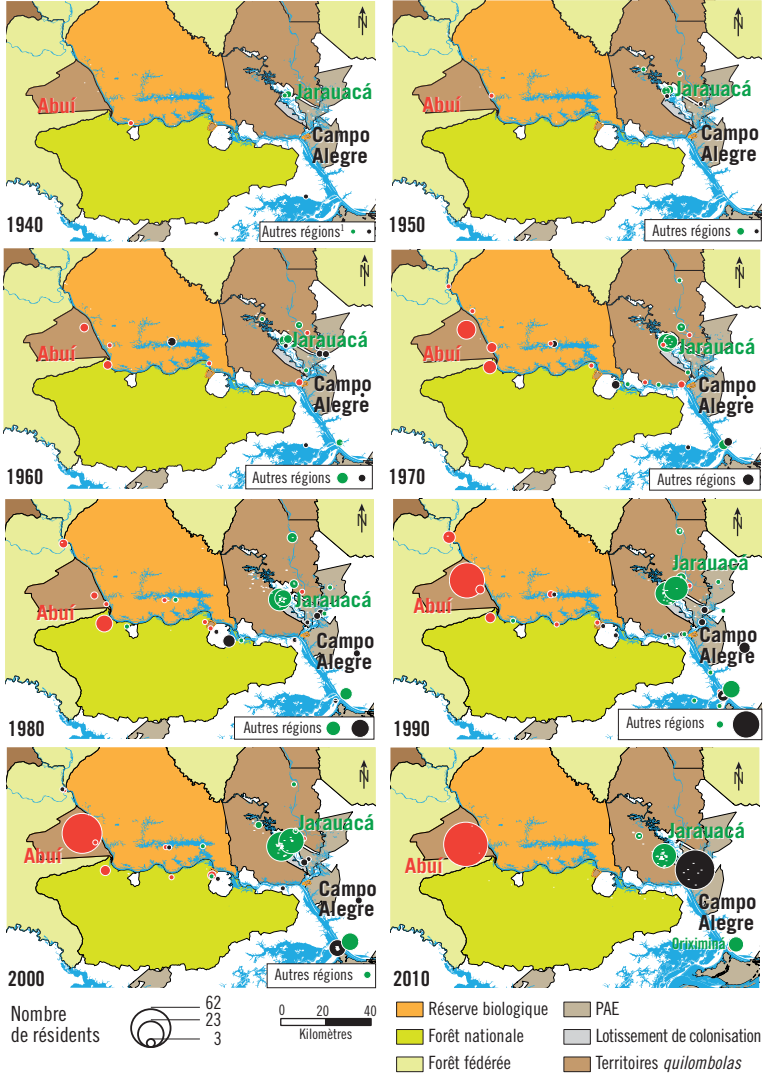 N
Abuí
Jarauacá
Campo
Alegre
1940
Autres régions¹
N
Abuí
Jarauacá
Campo
Alegre
1950
Autres régions
N
Abuí
Jarauacá
Campo
Alegre
1960
Autres régions
N
Abuí
Jarauacá
Campo
Alegre
1970
Autres régions
N
Abuí
Jarauacá
Campo
Alegre
1980
Autres régions
N
Abuí
Jarauacá
Campo
Alegre
1990
Autres régions
N
Abuí
Jarauacá
Campo
Alegre
2000
Autres régions
N
Abuí
Jarauacá
Campo
Alegre
Oriximina
2010
Nombre
de résidents
62
23
3
0 20 40
Kilomètres
Réserve biologique
Forêt nationale
Forêt fédérée
PAE
Lotissement de colonisation
Territoires quilombolas